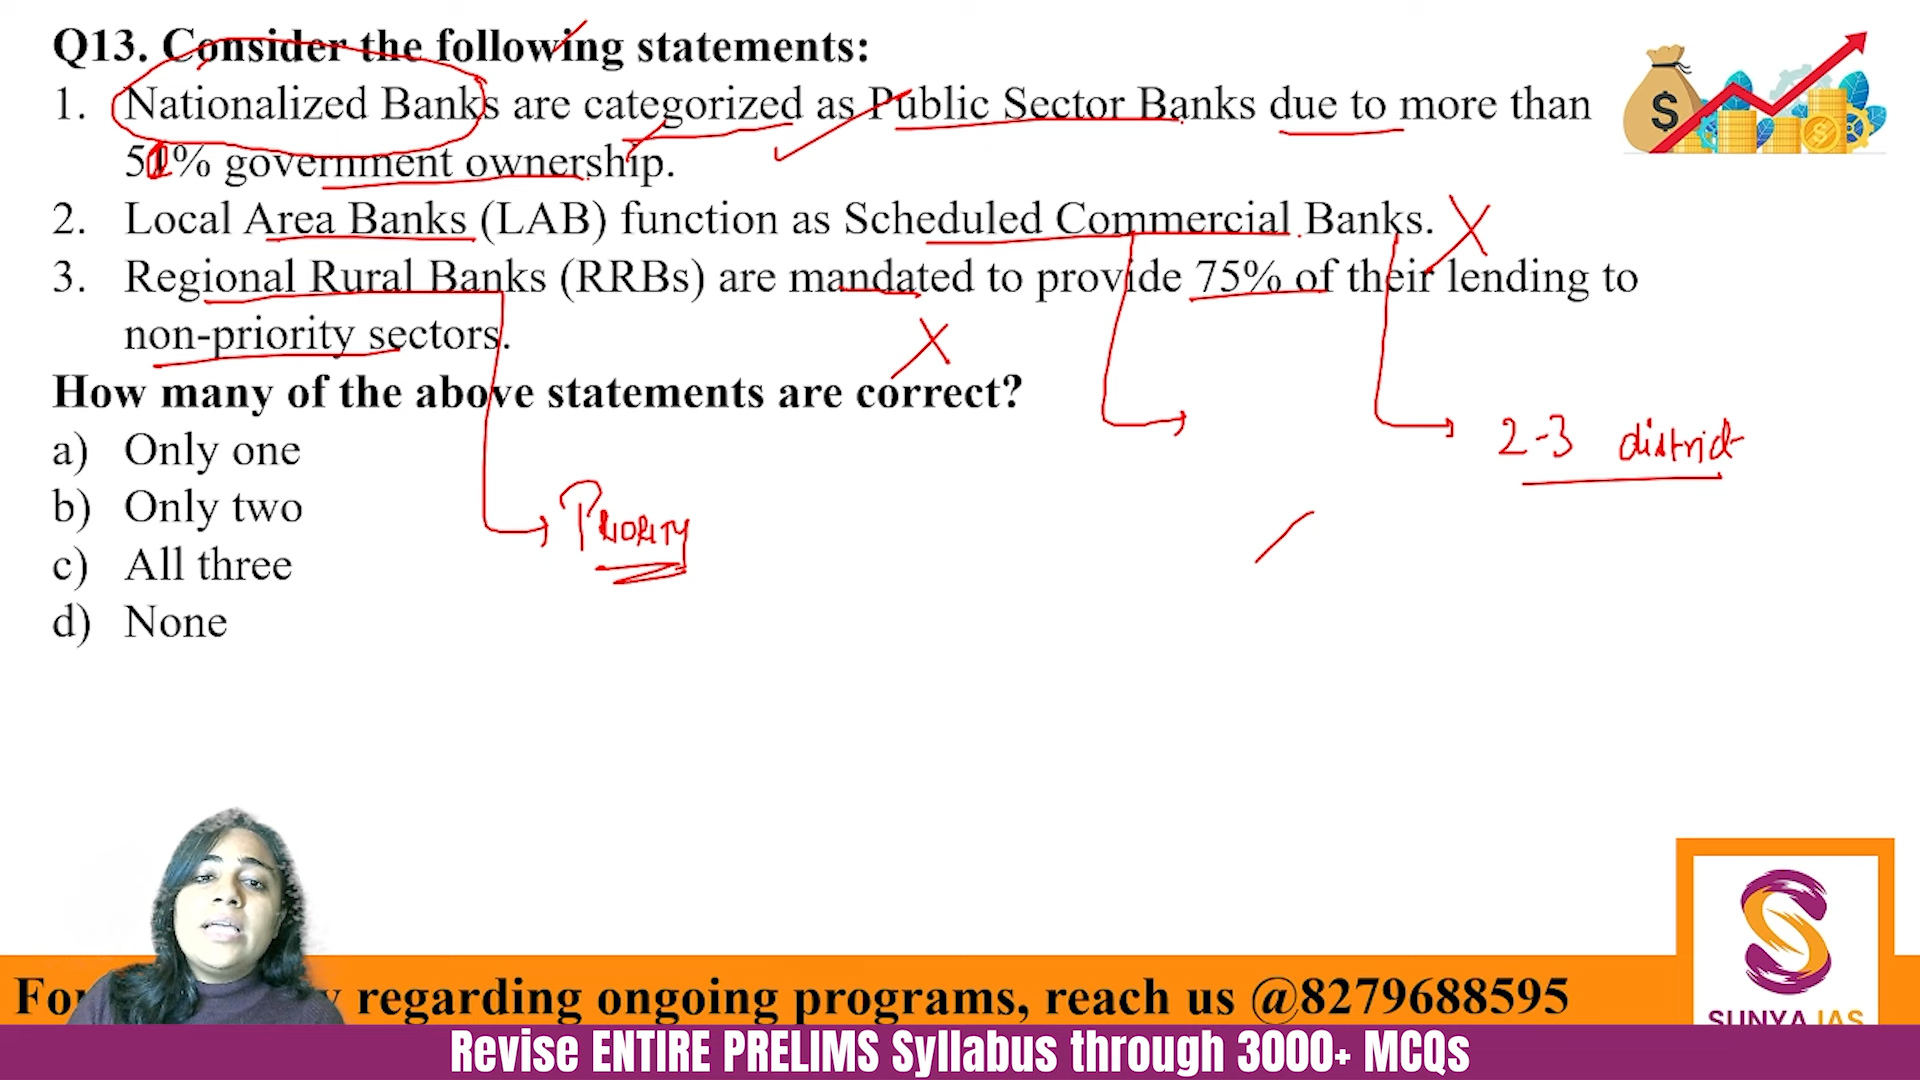 Q13. Consider the following statements:
1. Nationalized Banks are categorized as Public Sector Banks due to more than
51% government ownership.
2. Local Area Banks (LAB) function as Scheduled Commercial Banks.
3. Regional Rural Banks (RRBs) are mandated to provide 75% of their lending to
non-priority sectors.
How many of the above statements are correct?
2-3 district
a) Only one
b) Only two
PRIORITY
c) All three
d) None
regarding ongoing programs, reach us @8279688595
SUNYA IAS
Revise ENTIRE PRELIMS Syllabus through 3000+ MCQs